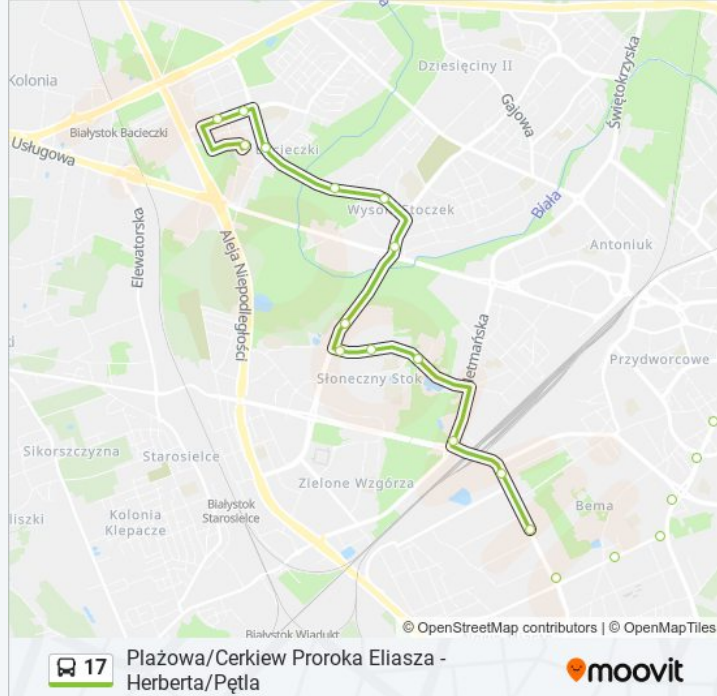 Dziesięciny II
Świętokrzyska
Kolonia
Gajowa
Białystok Bacieczki
Usługowa
Bacieczki
Wysoki Stoczek
Biała
Elewatorska
Antoniuk
Aleja Niepodległości
Hetmańska
Przydworcowe
Słoneczny Stok
Sikorszczyzna
Starosielce
Zielone Wzgórza
Białystok
Starosielce
Bema
Kolonia
Klepacze
liszki
Białystok Wiadukt
© OpenStreetMap contributors | © OpenMapTiles
17
Plażowa/Cerkiew Proroka Eliasza -
Herberta/Pętla
moovit